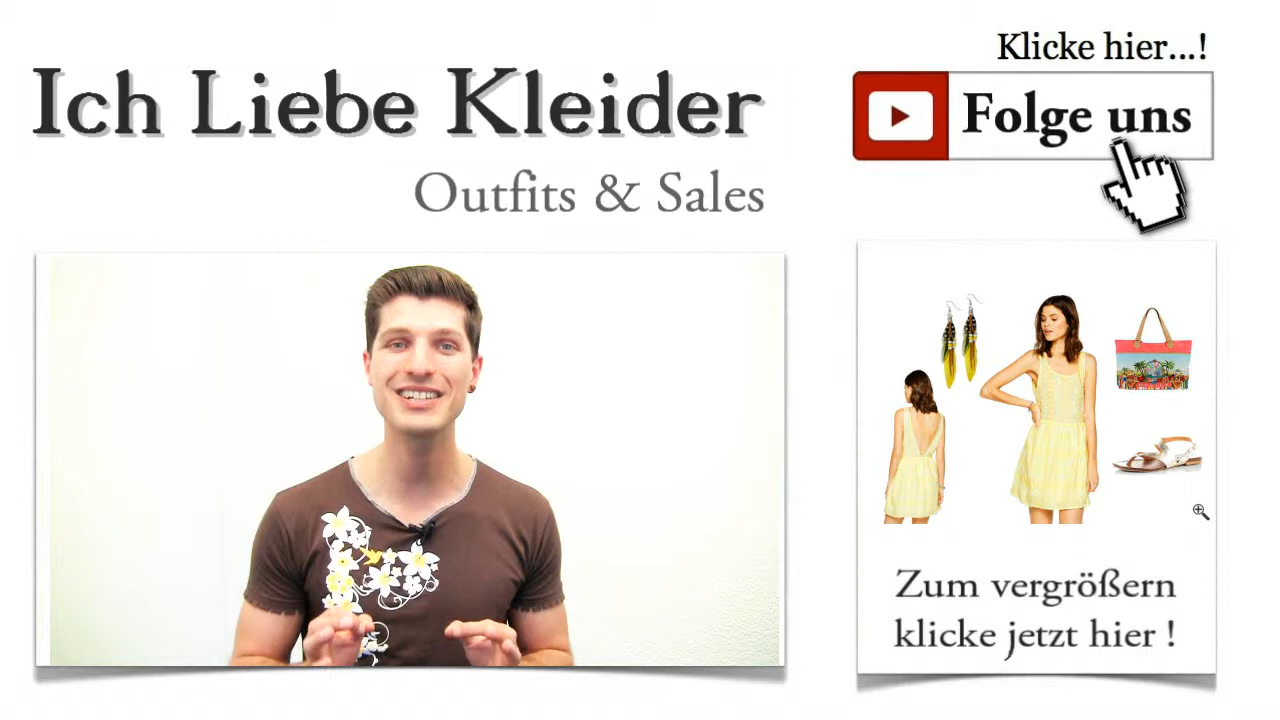 Ich Liebe Kleider
Outfits & Sales
Klicke hier...!
Folge uns
Zum vergrößern
klicke jetzt hier !